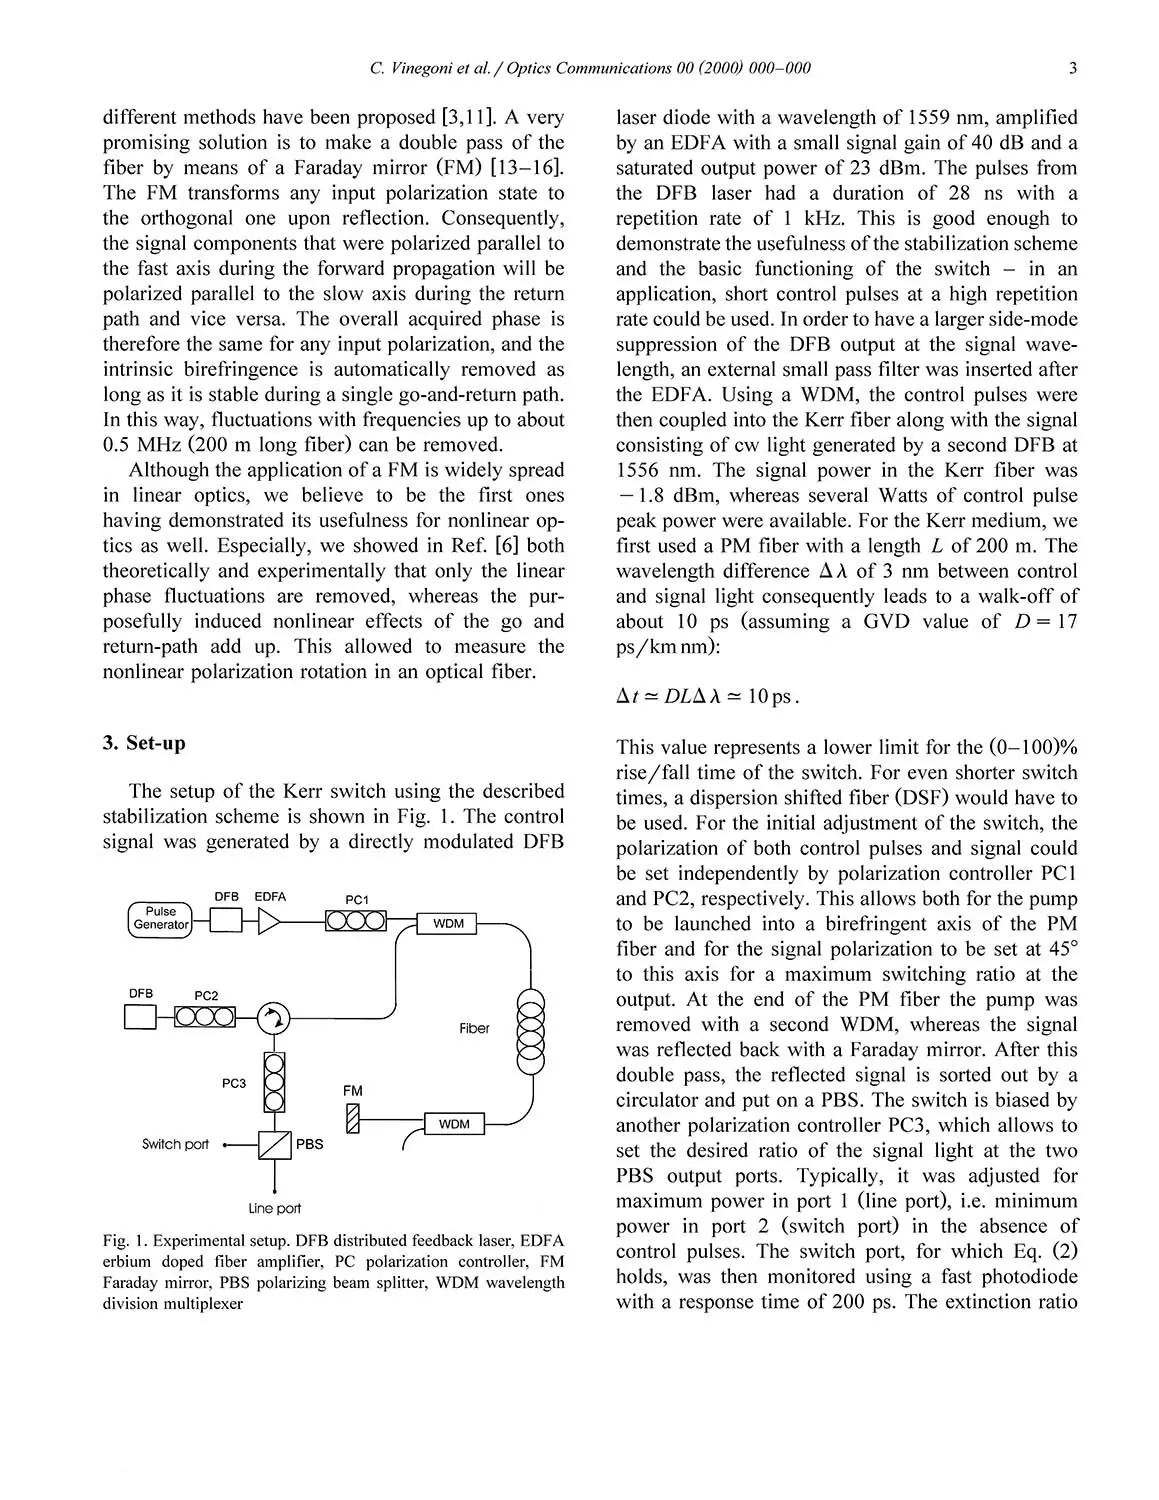 C. Vinegoni et al. / Optics Communications 00 (2000) 000–000
3
different methods have been proposed [3,11]. A very
promising solution is to make a double pass of the
fiber by means of a Faraday mirror (FM) [13–16].
The FM transforms any input polarization state to
the orthogonal one upon reflection. Consequently,
the signal components that were polarized parallel to
the fast axis during the forward propagation will be
polarized parallel to the slow axis during the return
path and vice versa. The overall acquired phase is
therefore the same for any input polarization, and the
intrinsic birefringence is automatically removed as
long as it is stable during a single go-and-return path.
In this way, fluctuations with frequencies up to about
0.5 MHz (200 m long fiber) can be removed.
Although the application of a FM is widely spread
in linear optics, we believe to be the first ones
having demonstrated its usefulness for nonlinear op-
tics as well. Especially, we showed in Ref. [6] both
theoretically and experimentally that only the linear
phase fluctuations are removed, whereas the pur-
posefully induced nonlinear effects of the go and
return-path add up. This allowed to measure the
nonlinear polarization rotation in an optical fiber.
3. Set-up
The setup of the Kerr switch using the described
stabilization scheme is shown in Fig. 1. The control
signal was generated by a directly modulated DFB
Pulse
Generator
DFB
EDFA
PC1
WDM
DFB
PC2
Fiber
PC3
FM
WDM
Switch port
PBS
Line port
Fig. 1. Experimental setup. DFB distributed feedback laser, EDFA
erbium doped fiber amplifier, PC polarization controller, FM
Faraday mirror, PBS polarizing beam splitter, WDM wavelength
division multiplexer
laser diode with a wavelength of 1559 nm, amplified
by an EDFA with a small signal gain of 40 dB and a
saturated output power of 23 dBm. The pulses from
the DFB laser had a duration of 28 ns with a
repetition rate of 1 kHz. This is good enough to
demonstrate the usefulness of the stabilization scheme
and the basic functioning of the switch – in an
application, short control pulses at a high repetition
rate could be used. In order to have a larger side-mode
suppression of the DFB output at the signal wave-
length, an external small pass filter was inserted after
the EDFA. Using a WDM, the control pulses were
then coupled into the Kerr fiber along with the signal
consisting of cw light generated by a second DFB at
1556 nm. The signal power in the Kerr fiber was
−1.8 dBm, whereas several Watts of control pulse
peak power were available. For the Kerr medium, we
first used a PM fiber with a length L of 200 m. The
wavelength difference Δλ of 3 nm between control
and signal light consequently leads to a walk-off of
about 10 ps (assuming a GVD value of D = 17
ps/km nm):
Δt ≃ DLΔλ ≃ 10 ps.
This value represents a lower limit for the (0–100)%
rise/fall time of the switch. For even shorter switch
times, a dispersion shifted fiber (DSF) would have to
be used. For the initial adjustment of the switch, the
polarization of both control pulses and signal could
be set independently by polarization controller PC1
and PC2, respectively. This allows both for the pump
to be launched into a birefringent axis of the PM
fiber and for the signal polarization to be set at 45°
to this axis for a maximum switching ratio at the
output. At the end of the PM fiber the pump was
removed with a second WDM, whereas the signal
was reflected back with a Faraday mirror. After this
double pass, the reflected signal is sorted out by a
circulator and put on a PBS. The switch is biased by
another polarization controller PC3, which allows to
set the desired ratio of the signal light at the two
PBS output ports. Typically, it was adjusted for
maximum power in port 1 (line port), i.e. minimum
power in port 2 (switch port) in the absence of
control pulses. The switch port, for which Eq. (2)
holds, was then monitored using a fast photodiode
with a response time of 200 ps. The extinction ratio